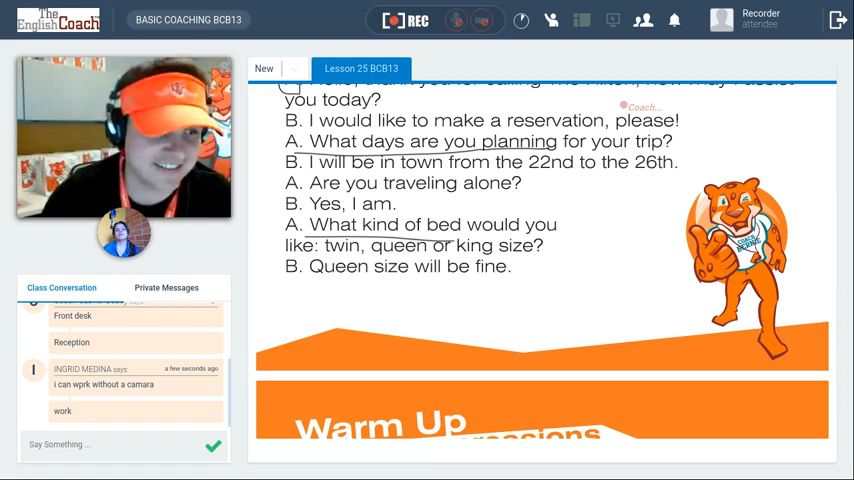 The
EnglishCoach
BASIC COACHING BCB13
REC
Recorder
attendee
New
Lesson 25 BCB13
you today?
Coach...
B. I would like to make a reservation, please!
A. What days are you planning for your trip?
B. I will be in town from the 22nd to the 26th.
A. Are you traveling alone?
B. Yes, I am.
A. What kind of bed would you
like: twin, queen or king size?
B. Queen size will be fine.
COACH
BERNIE
Warm Up
Class Conversation
Private Messages
Front desk
Reception
I
INGRID MEDINA says:
a few seconds ago
i can wprk without a camara
work
Say Something ...